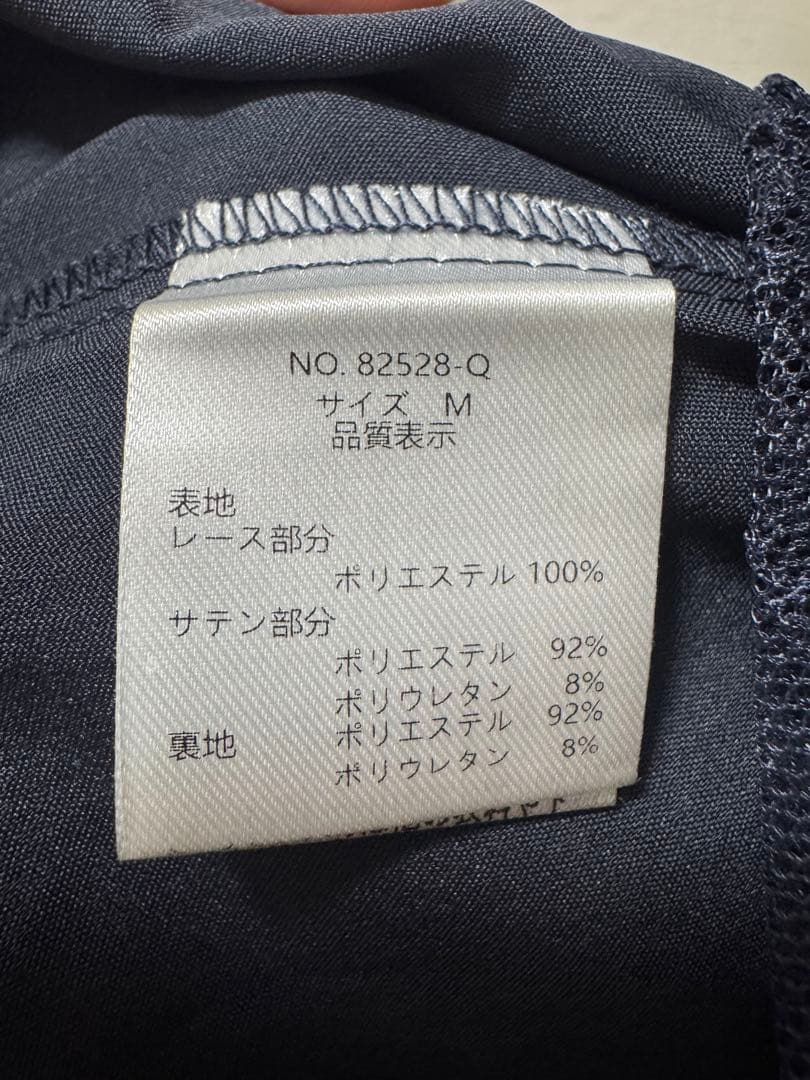 NO. 82528-Q
サイズ M
品質表示
表地
レース部分
ポリエステル 100%
サテン部分
ポリエステル 92%
ポリウレタン 8%
裏地 ポリエステル 92%
ポリウレタン 8%